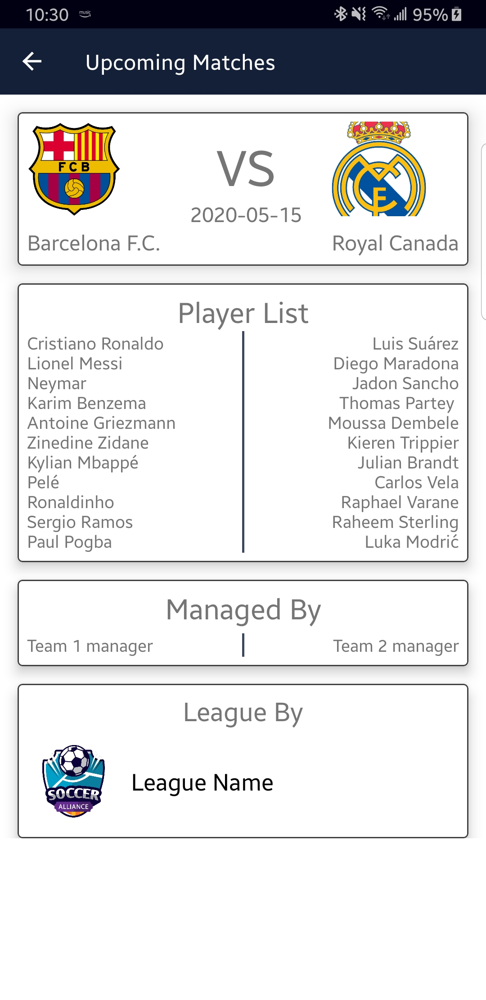 10:30 music 95%
Upcoming Matches
FCB
VS
2020-05-15
Barcelona F.C. Royal Canada
Player List
Cristiano Ronaldo Luis Suárez
Lionel Messi Diego Maradona
Neymar Jadon Sancho
Karim Benzema Thomas Partey
Antoine Griezmann Moussa Dembele
Zinedine Zidane Kieren Trippier
Kylian Mbappé Julian Brandt
Pelé Carlos Vela
Ronaldinho Raphael Varane
Sergio Ramos Raheem Sterling
Paul Pogba Luka Modrić
Managed By
Team 1 manager Team 2 manager
League By
SOCCER
ALLIANCE
League Name